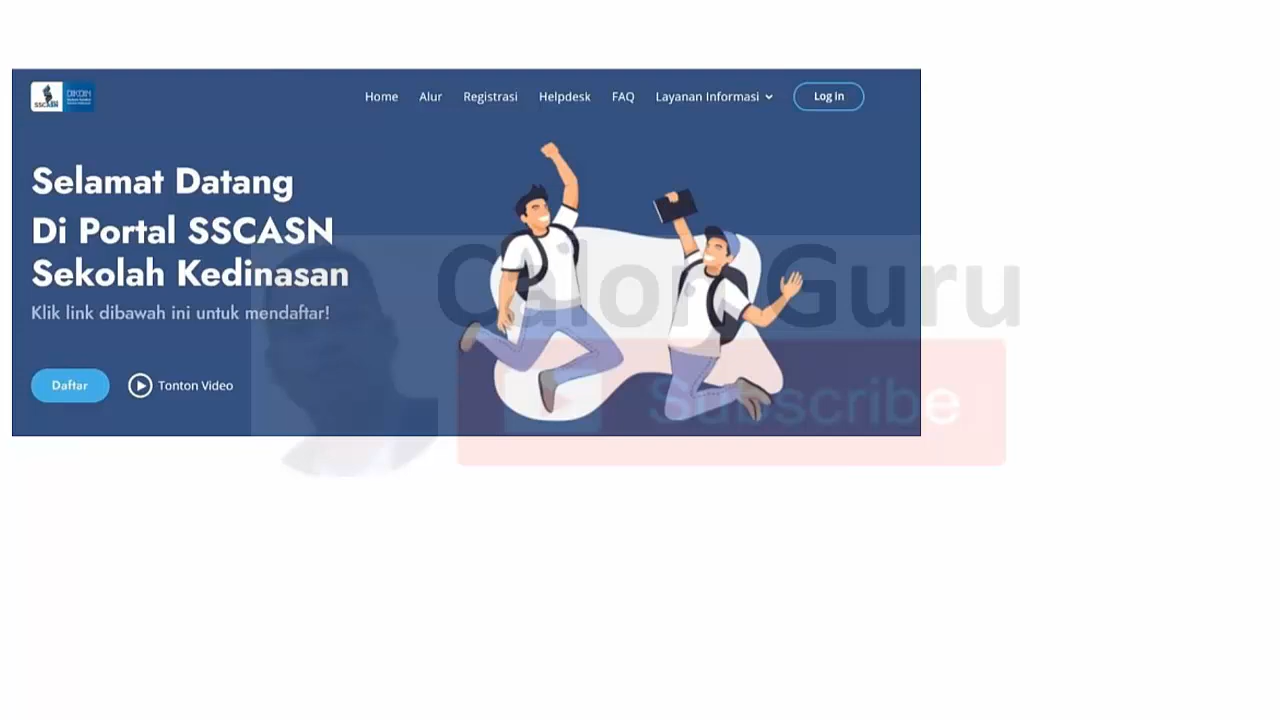 SSCASN
Home Alur Registrasi Helpdesk FAQ Layanan Informasi Log In
Selamat Datang
Di Portal SSCASN
Sekolah Kedinasan
Klik link dibawah ini untuk mendaftar!
Daftar Tonton Video
Calon Guru
Subscribe